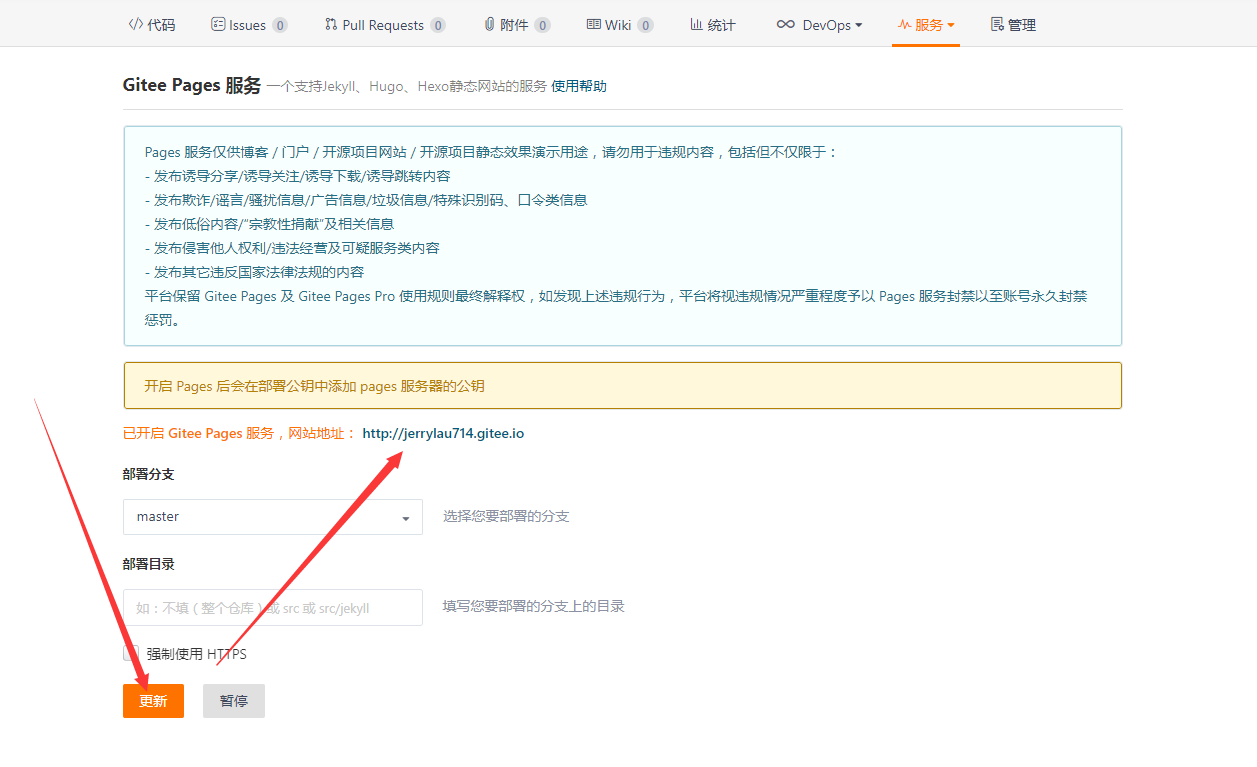 代码 Issues 0 Pull Requests 0 附件 0 Wiki 0 统计 DevOps 服务 管理
Gitee Pages 服务 一个支持Jekyll、Hugo、Hexo静态网站的服务 使用帮助
Pages 服务仅供博客 / 门户 / 开源项目网站 / 开源项目静态效果演示用途，请勿用于违规内容，包括但不仅限于：
- 发布诱导分享/诱导关注/诱导下载/诱导跳转内容
- 发布欺诈/谣言/骚扰信息/广告信息/垃圾信息/特殊识别码、口令类信息
- 发布低俗内容/“宗教性捐献”及相关信息
- 发布侵害他人权利/违法经营及可疑服务类内容
- 发布其它违反国家法律法规的内容
平台保留 Gitee Pages 及 Gitee Pages Pro 使用规则最终解释权，如发现上述违规行为，平台将视违规情况严重程度予以 Pages 服务封禁以至账号永久封禁
惩罚。
开启 Pages 后会在部署公钥中添加 pages 服务器的公钥
已开启 Gitee Pages 服务，网站地址： http://jerrylau714.gitee.io
部署分支
master 选择您要部署的分支
部署目录
如：不填（整个仓库）或 src 或 src/jekyll 填写您要部署的分支上的目录
强制使用 HTTPS
更新 暂停